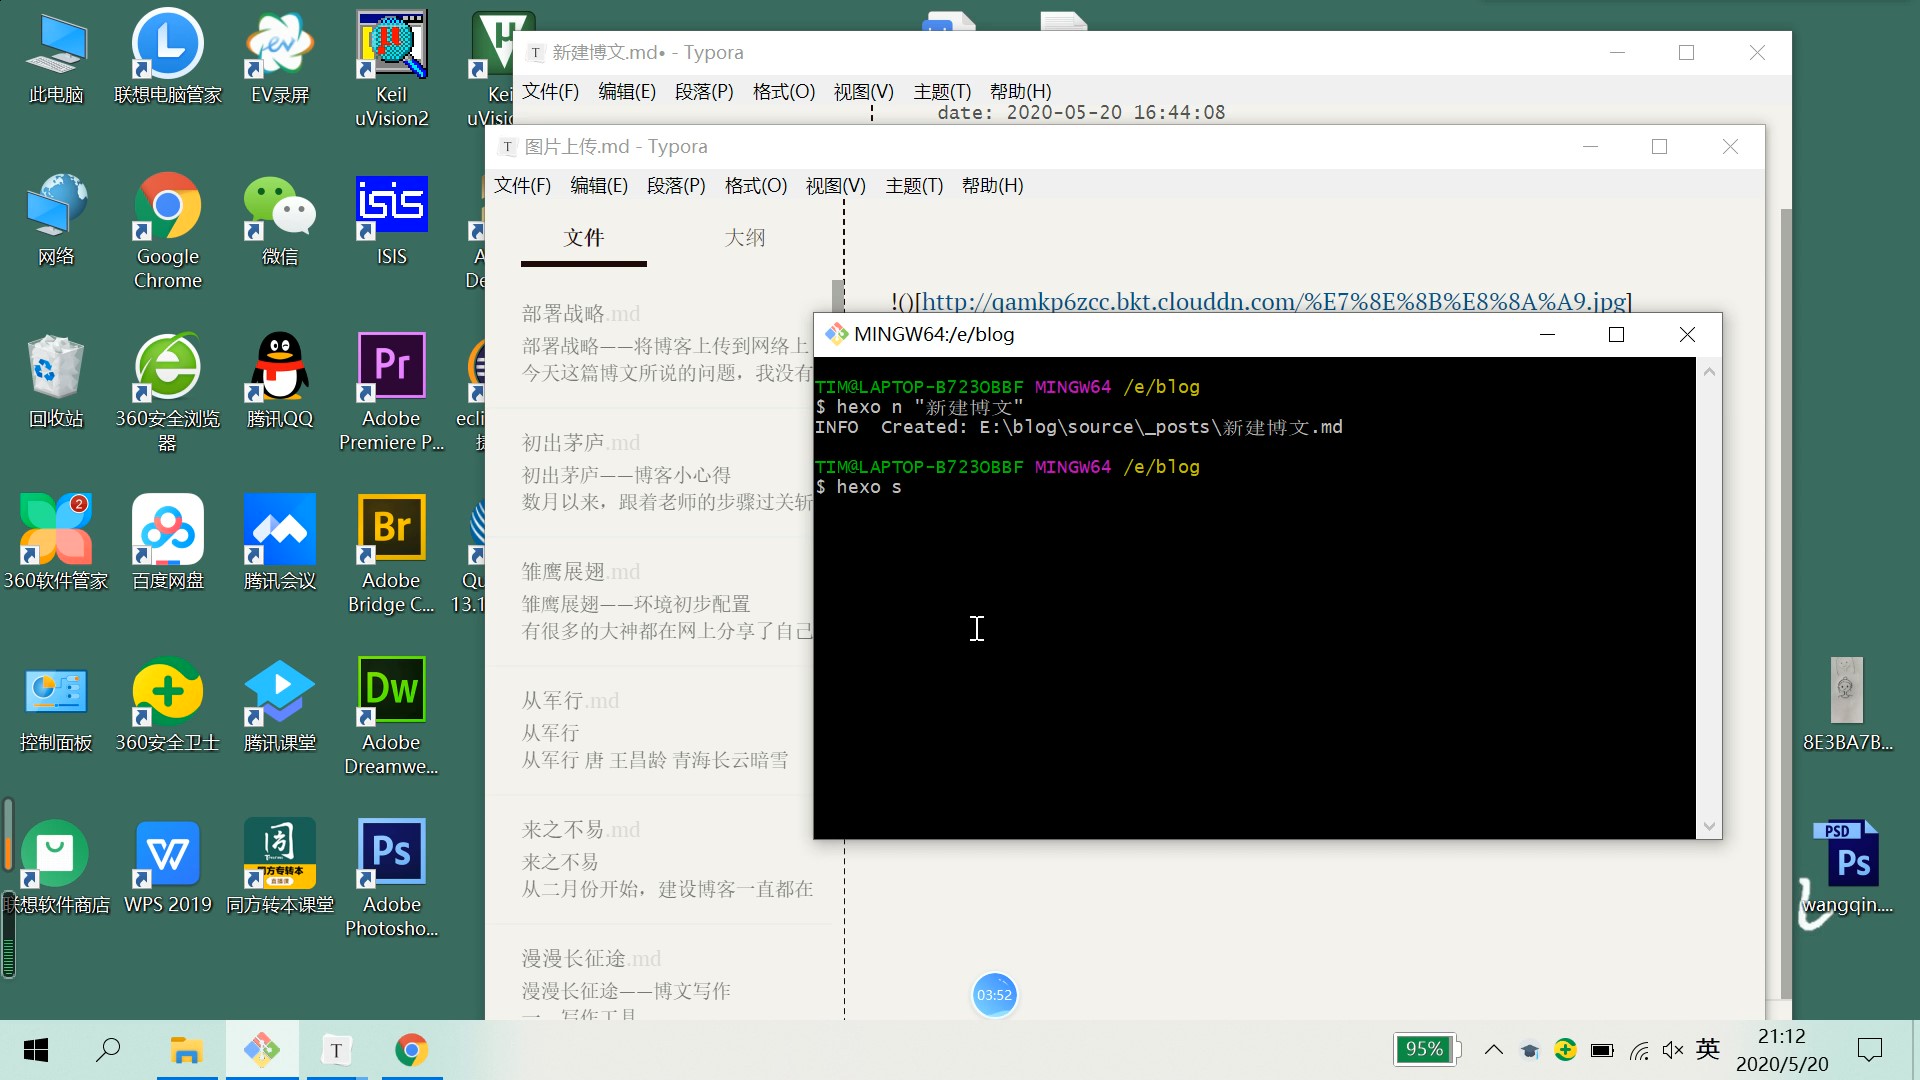 此电脑
联想电脑管家
EV录屏
Keil
uVision2
网络
Google
Chrome
微信
ISIS
回收站
360安全浏览
器
腾讯QQ
Adobe
Premiere P...
360软件管家
2
百度网盘
腾讯会议
Adobe
Bridge C...
控制面板
360安全卫士
腾讯课堂
Adobe
Dreamwe...
联想软件商店
WPS 2019
同方转本课堂
Adobe
Photosho...
新建博文.md• - Typora
文件(F) 编辑(E) 段落(P) 格式(O) 视图(V) 主题(T) 帮助(H)
date: 2020-05-20 16:44:08
图片上传.md - Typora
文件(F) 编辑(E) 段落(P) 格式(O) 视图(V) 主题(T) 帮助(H)
文件 大纲
部署战略.md
部署战略——将博客上传到网络上
今天这篇博文所说的问题，我没有
初出茅庐.md
初出茅庐——博客小心得
数月以来，跟着老师的步骤过关斩
雏鹰展翅.md
雏鹰展翅——环境初步配置
有很多的大神都在网上分享了自己
从军行.md
从军行
从军行 唐 王昌龄 青海长云暗雪
来之不易.md
来之不易
从二月份开始，建设博客一直都在
漫漫长征途.md
漫漫长征途——博文写作
一、写作工具
!()[http://qamkp6zcc.bkt.clouddn.com/%E7%8E%8B%E8%8A%A9.jpg]
MINGW64:/e/blog
TIM@LAPTOP-B723OBBF MINGW64 /e/blog
$ hexo n "新建博文"
INFO  Created: E:\blog\source\_posts\新建博文.md
TIM@LAPTOP-B723OBBF MINGW64 /e/blog
$ hexo s
03:52
8E3BA7B...
PSD
Ps
wangqin....
95%
英
21:12
2020/5/20